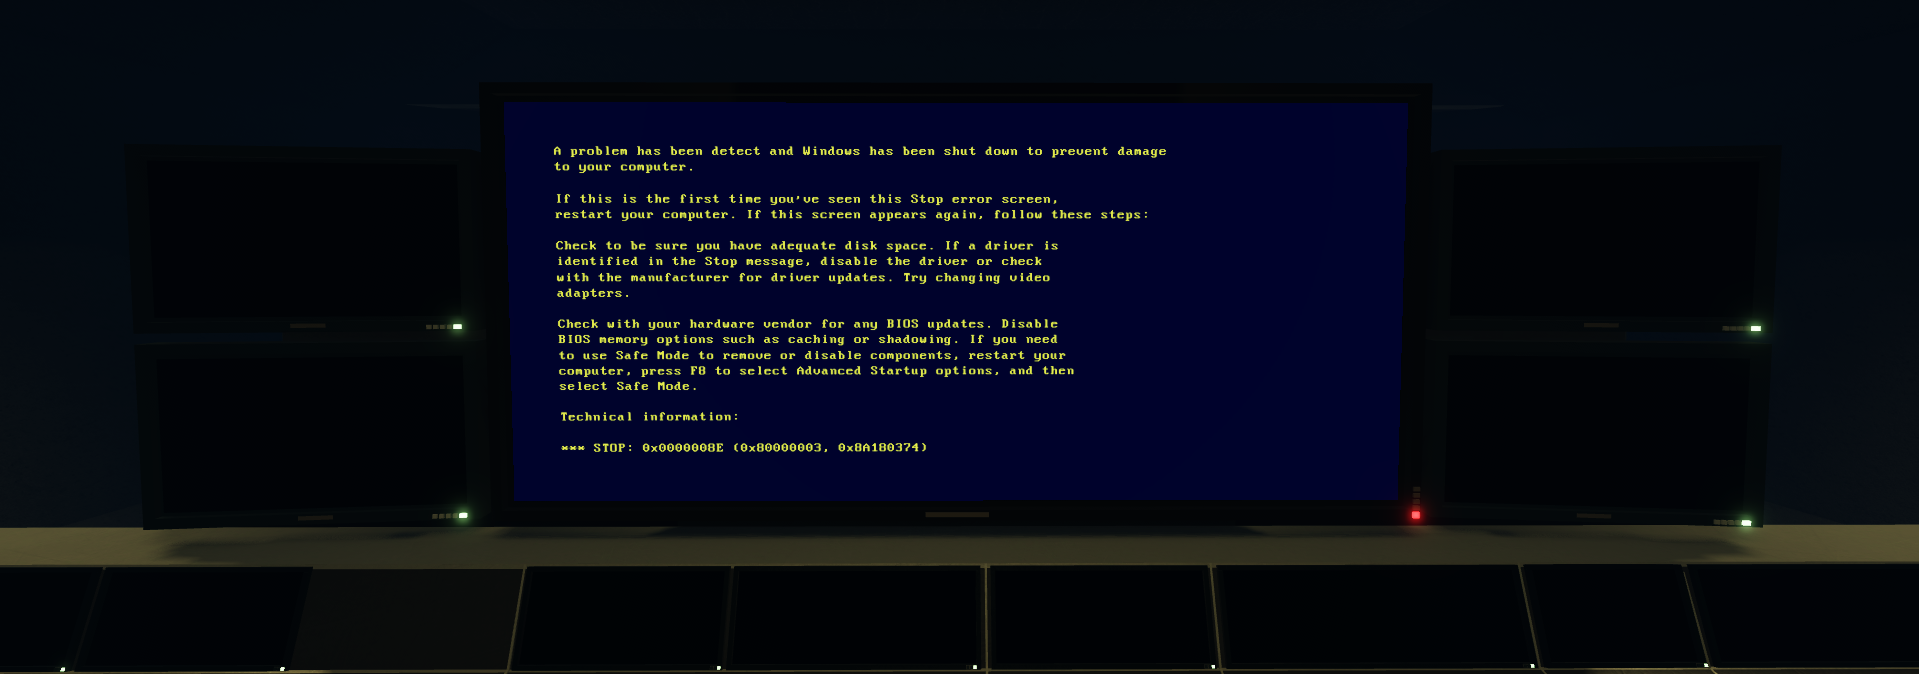 A problem has been detect and Windows has been shut down to prevent damage
to your computer.
If this is the first time you've seen this Stop error screen,
restart your computer. If this screen appears again, follow these steps:
Check to be sure you have adequate disk space. If a driver is
identified in the Stop message, disable the driver or check
with the manufacturer for driver updates. Try changing video
adapters.
Check with your hardware vendor for any BIOS updates. Disable
BIOS memory options such as caching or shadowing. If you need
to use Safe Mode to remove or disable components, restart your
computer, press F8 to select Advanced Startup options, and then
select Safe Mode.
Technical information:
*** STOP: 0x0000008E (0x80000003, 0x8A180374)